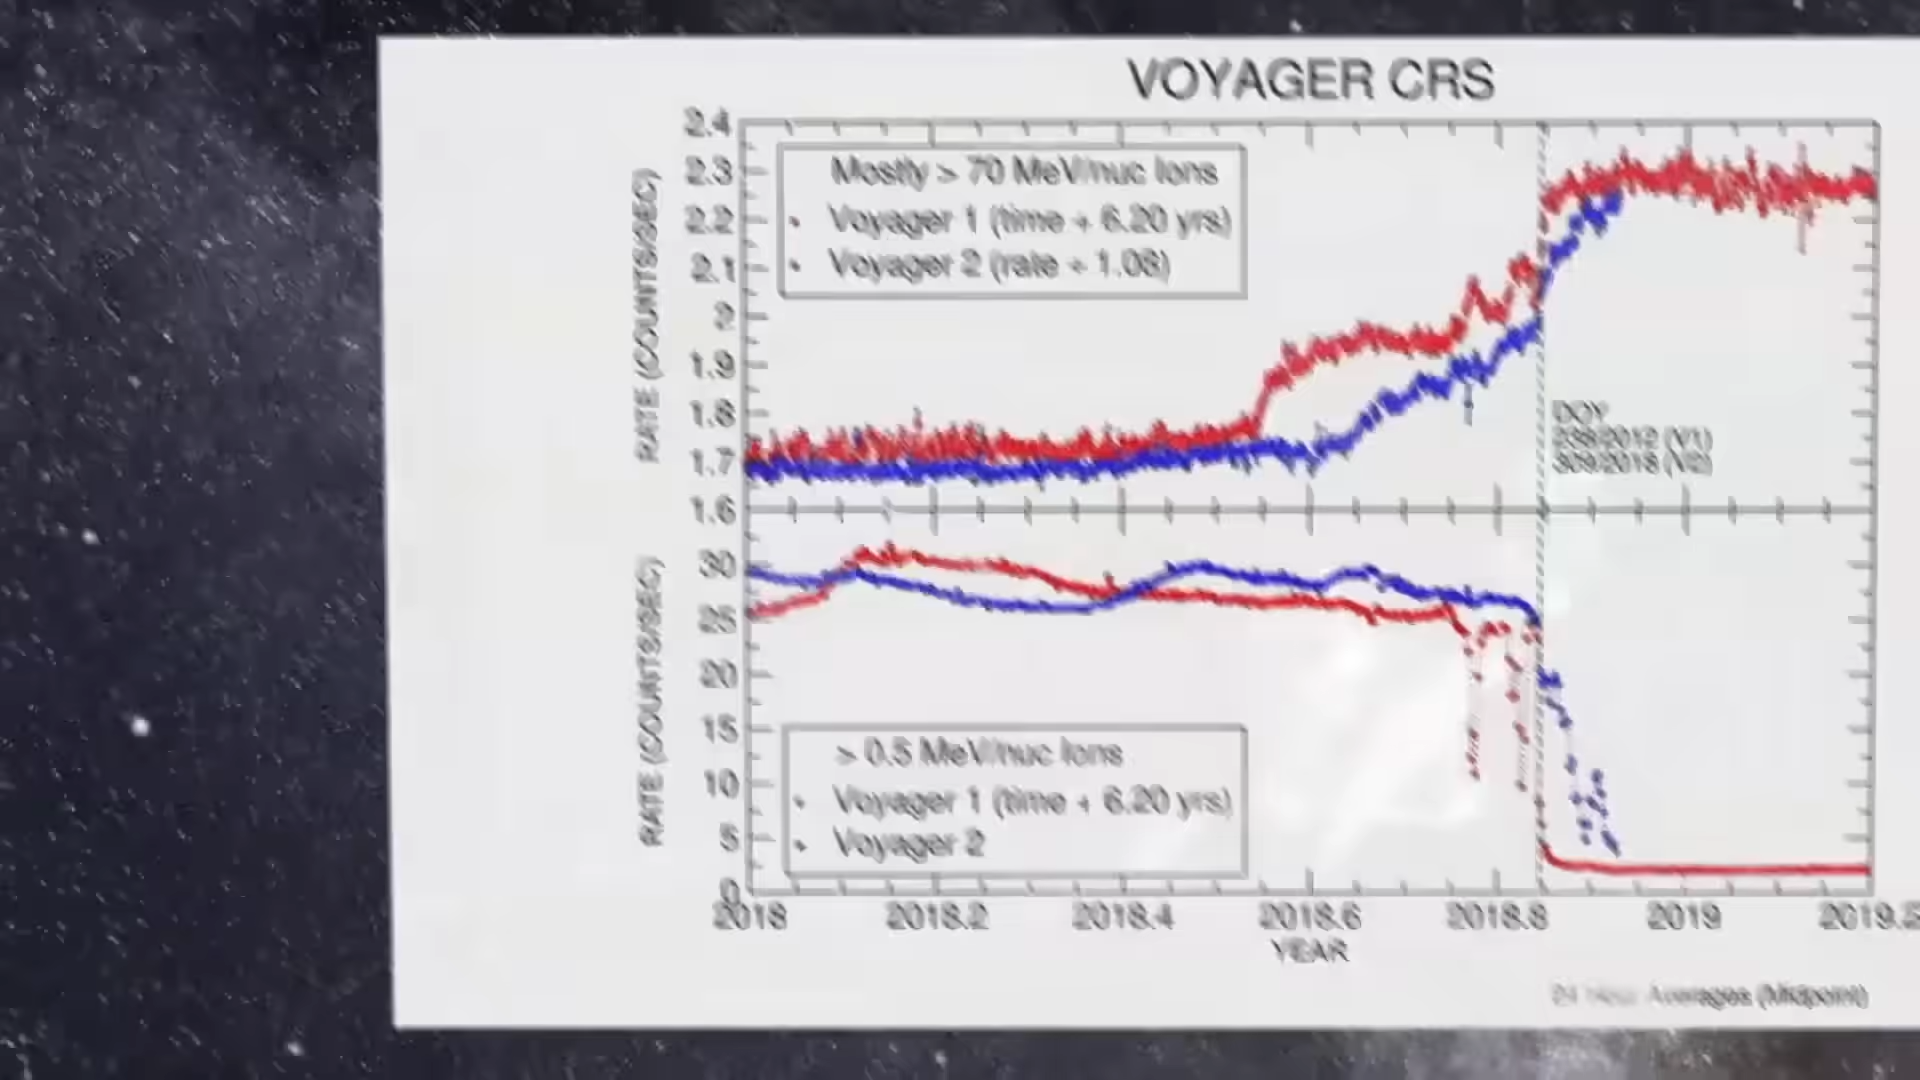 VOYAGER CRS
2.4
2.3
2.2
2.1
2
1.9
1.8
1.7
1.6
RATE (COUNTS/SEC)
Mostly > 70 MeV/nuc Ions
Voyager 1 (time + 6.20 yrs)
Voyager 2 (rate ÷ 1.08)
DOY
238/2012 (V1)
309/2018 (V2)
30
25
20
15
10
5
0
RATE (COUNTS/SEC)
> 0.5 MeV/nuc Ions
Voyager 1 (time + 6.20 yrs)
Voyager 2
2018 2018.2 2018.4 2018.6 2018.8 2019 2019.2
YEAR
Averages (Midpoint)